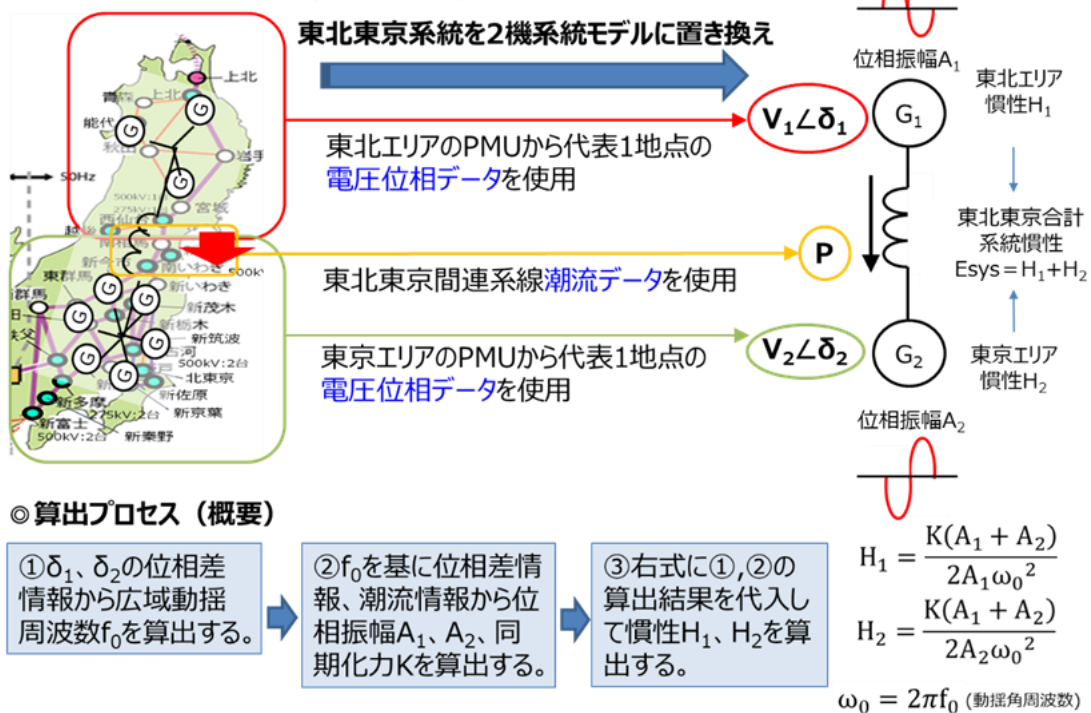 東北東京系統を2機系統モデルに置き換え
東北エリアのPMUから代表1地点の
電圧位相データを使用
東北東京間連系線潮流データを使用
東京エリアのPMUから代表1地点の
電圧位相データを使用
V₁∠δ₁
P
V₂∠δ₂
位相振幅A₁
G₁
G₂
位相振幅A₂
東北エリア
慣性H₁
東北東京合計
系統慣性
Esys=H₁+H₂
東京エリア
慣性H₂
上北
青森
上北
G
能代
G
秋田
岩手
G
50Hz
500kV:1
275kV:1
宮城
西仙台
越後
南相馬
新今市
南いわき
500k
東群馬
新いわき
G
G
群馬
G
新茂木
新栃木
G
新筑波
秩父
G
古河
G
500kV:2台
北東京
新佐原
新多摩
新京葉
275kV:2台
新富士
500kV:2台
新秦野
◎算出プロセス（概要）
①δ₁、δ₂の位相差
情報から広域動揺
周波数f₀を算出する。
②f₀を基に位相差情
報、潮流情報から位
相振幅A₁、A₂、同
期化力Kを算出する。
③右式に①,②の
算出結果を代入し
て慣性H₁、H₂を算
出する。
H₁ = K(A₁ + A₂) / 2A₁ω₀²
H₂ = K(A₁ + A₂) / 2A₂ω₀²
ω₀ = 2πf₀ (動揺角周波数)